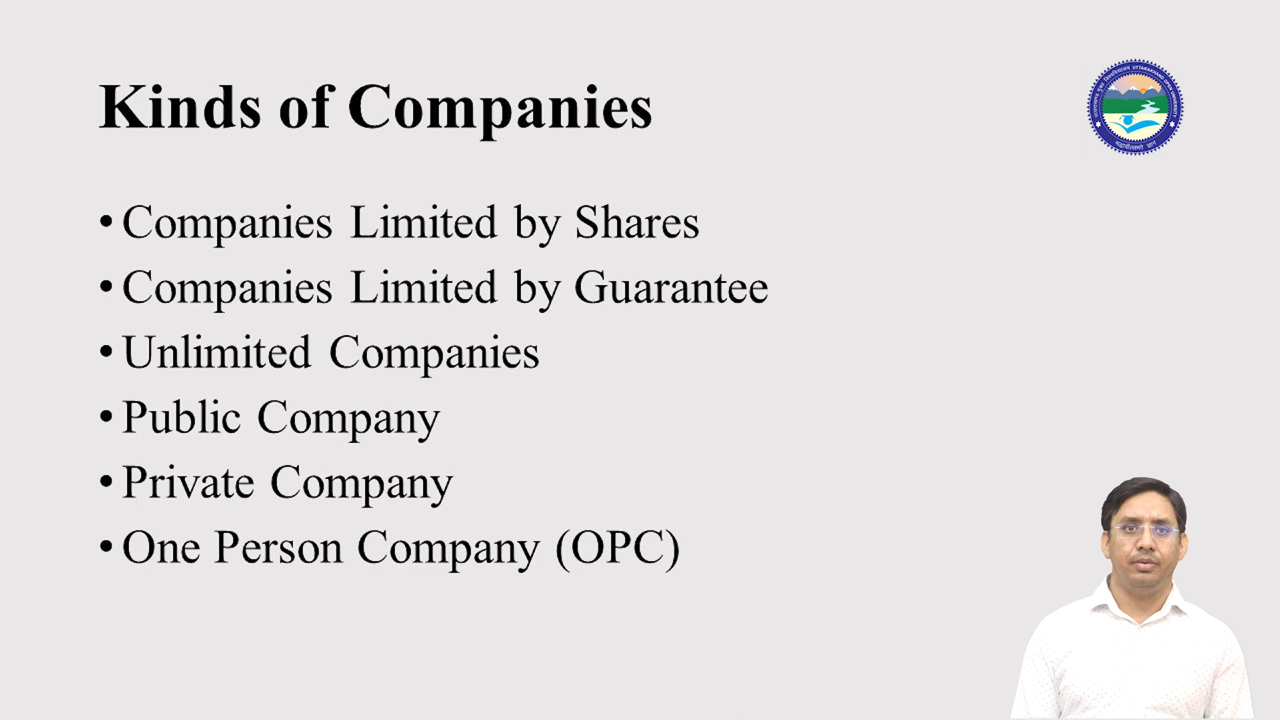 Kinds of Companies
• Companies Limited by Shares
• Companies Limited by Guarantee
• Unlimited Companies
• Public Company
• Private Company
• One Person Company (OPC)